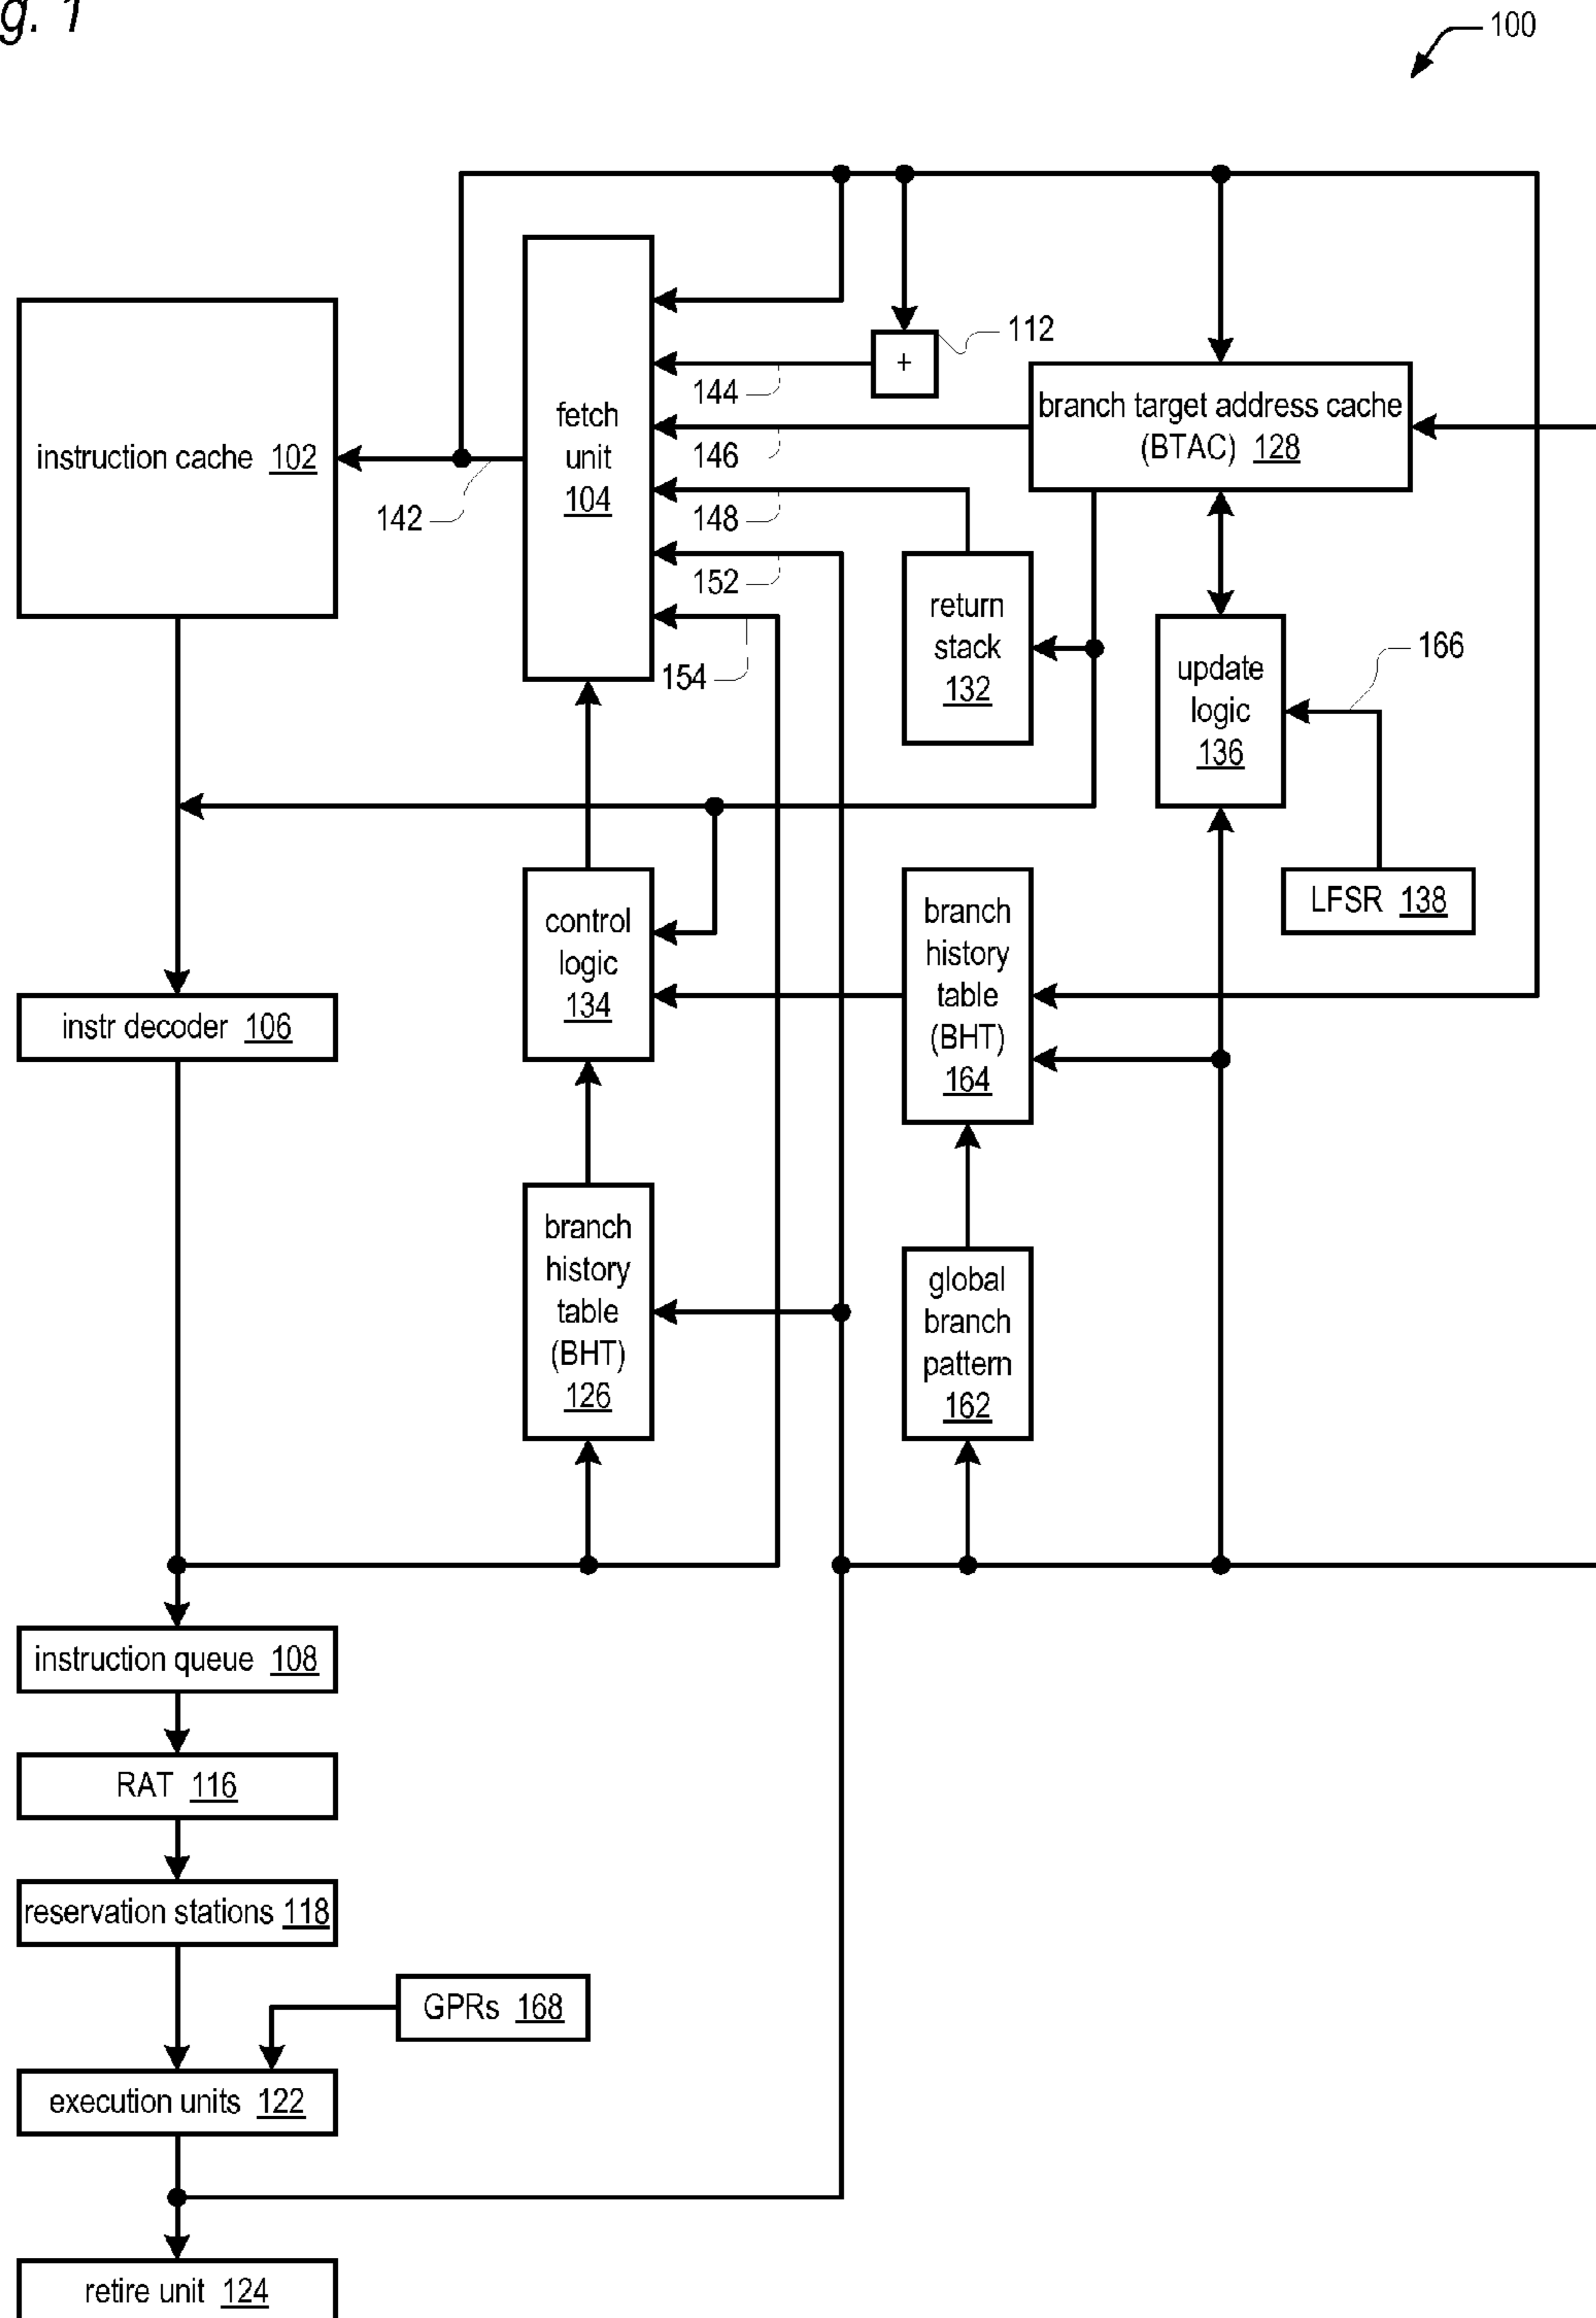 g. 1
100
112
fetch
unit
104
144
branch target address cache
(BTAC) 128
instruction cache 102
146
142
148
152
return
stack
132
154
update
logic
136
166
control
logic
134
branch
history
table
(BHT)
164
LFSR 138
instr decoder 106
branch
history
table
(BHT)
126
global
branch
pattern
162
instruction queue 108
RAT 116
reservation stations 118
GPRs 168
execution units 122
retire unit 124
+